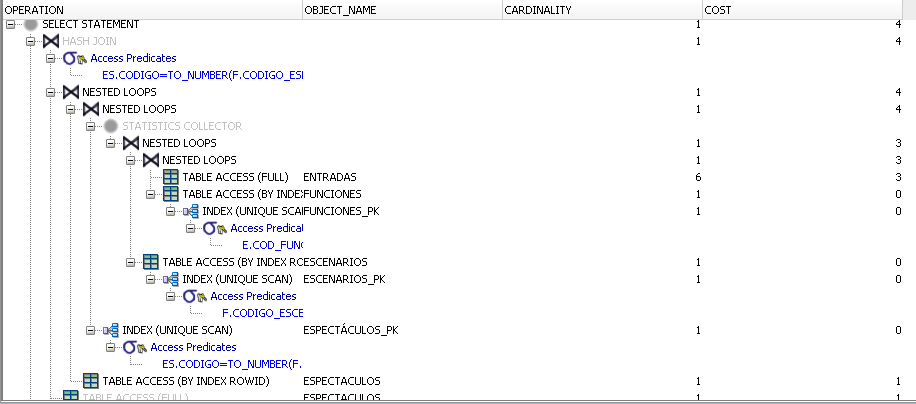 OPERATION OBJECT_NAME CARDINALITY COST
SELECT STATEMENT 1 4
HASH JOIN 1 4
Access Predicates
ES.CODIGO=TO_NUMBER(F.CODIGO_ESI
NESTED LOOPS 1 4
NESTED LOOPS 1 4
STATISTICS COLLECTOR
NESTED LOOPS 1 3
NESTED LOOPS 1 3
TABLE ACCESS (FULL) ENTRADAS 6 3
TABLE ACCESS (BY INDEX FUNCIONES 1 0
INDEX (UNIQUE SCAI FUNCIONES_PK 1 0
Access Predicat
E.COD_FUNC
TABLE ACCESS (BY INDEX RO ESCENARIOS 1 0
INDEX (UNIQUE SCAN) ESCENARIOS_PK 1 0
Access Predicates
F.CODIGO_ESCE
INDEX (UNIQUE SCAN) ESPECTÁCULOS_PK 1 0
Access Predicates
ES.CODIGO=TO_NUMBER(F.
TABLE ACCESS (BY INDEX ROWID) ESPECTACULOS 1 1
TABLE ACCESS (FULL) ESPECTACULOS 1 1